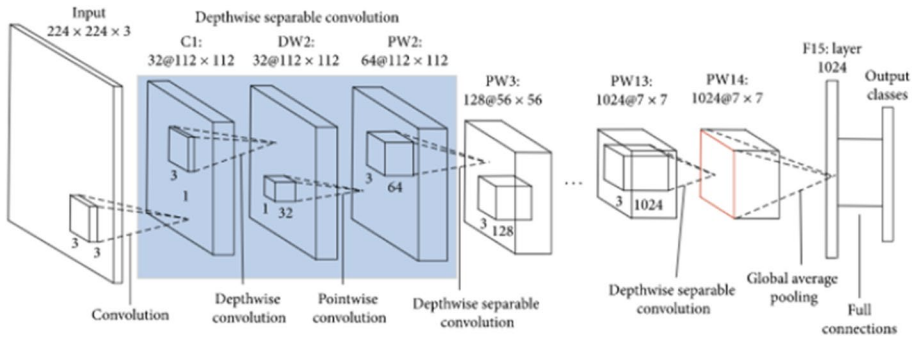 Input
224 × 224 × 3
Depthwise separable convolution
C1:
32@112 × 112
DW2:
32@112 × 112
PW2:
64@112 × 112
PW3:
128@56 × 56
PW13:
1024@7 × 7
PW14:
1024@7 × 7
F15: layer
1024
Output
classes
3
3
3
1
1
32
3
64
3
128
...
3
1024
Convolution
Depthwise
convolution
Pointwise
convolution
Depthwise separable
convolution
Depthwise separable
convolution
Global average
pooling
Full
connections